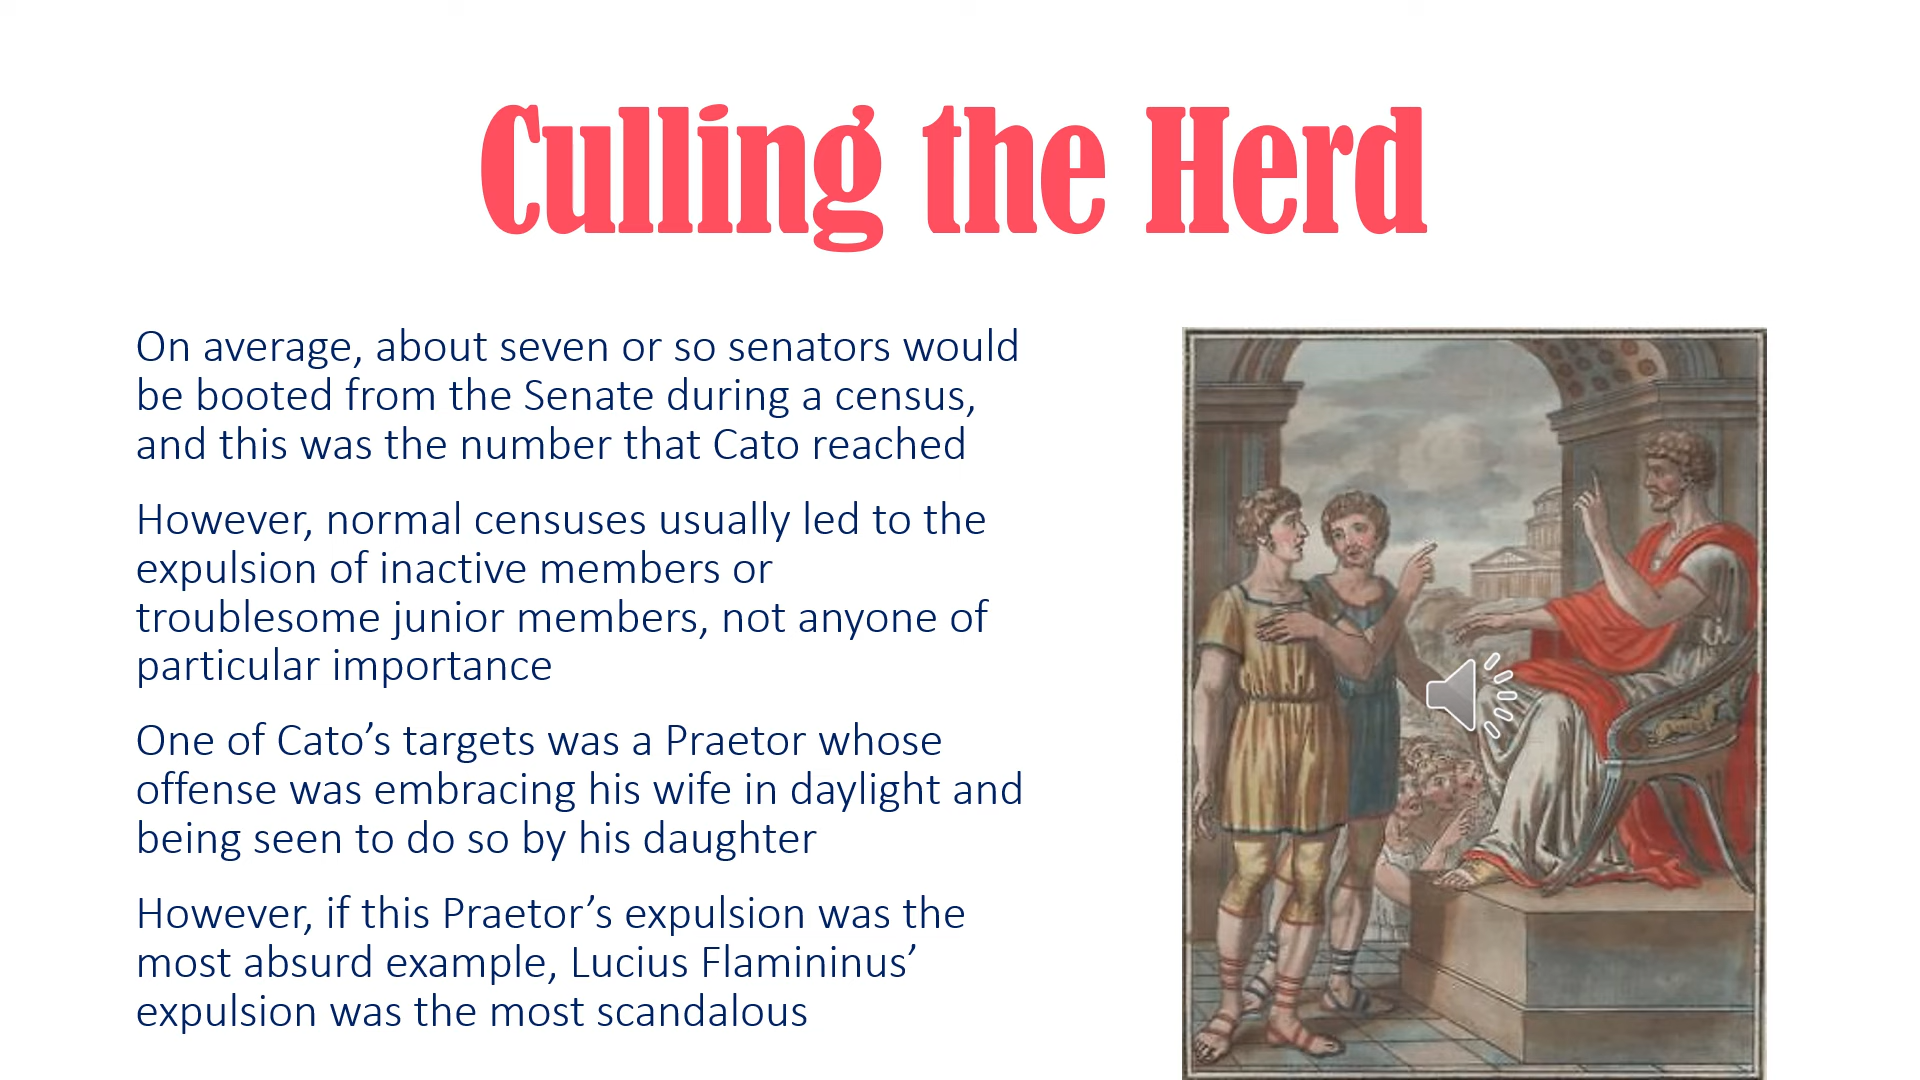 Culling the Herd
On average, about seven or so senators would
be booted from the Senate during a census,
and this was the number that Cato reached
However, normal censuses usually led to the
expulsion of inactive members or
troublesome junior members, not anyone of
particular importance
One of Cato’s targets was a Praetor whose
offense was embracing his wife in daylight and
being seen to do so by his daughter
However, if this Praetor’s expulsion was the
most absurd example, Lucius Flamininus’
expulsion was the most scandalous